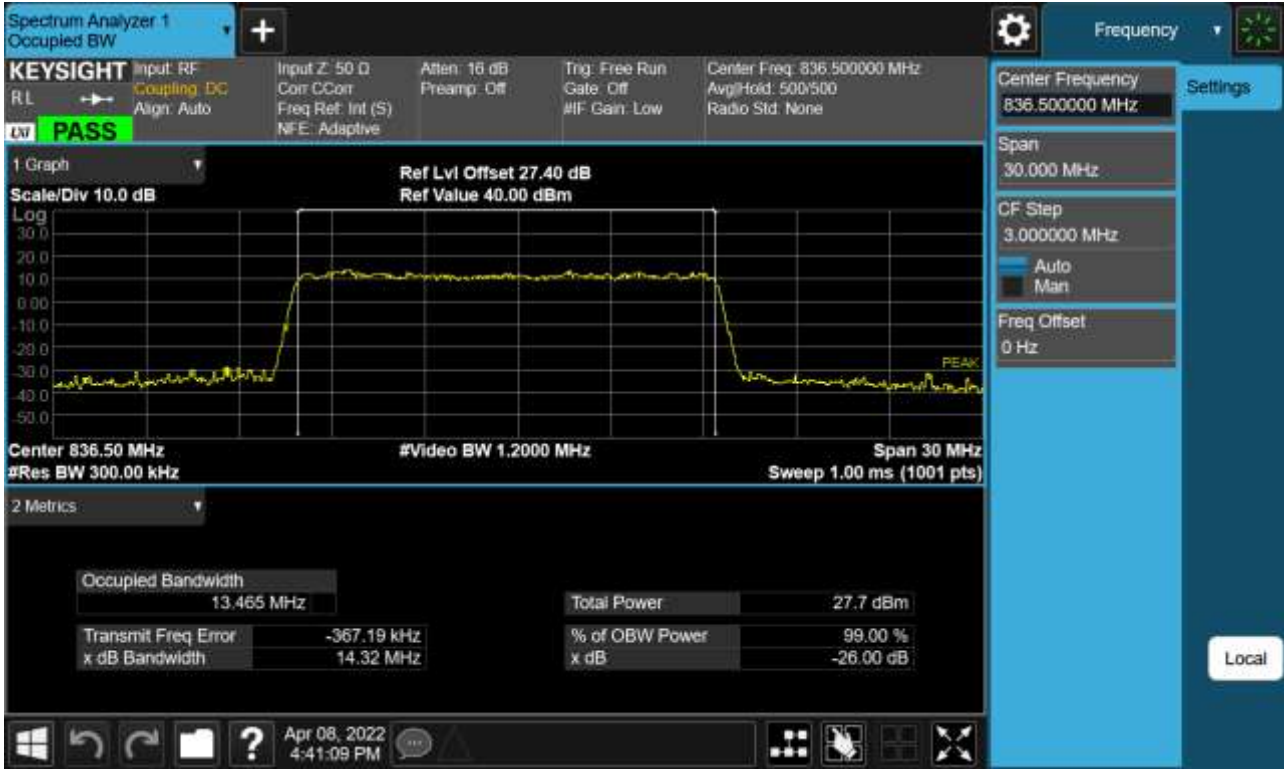 Spectrum Analyzer 1
Occupied BW
+
Frequency
KEYSIGHT
RL
LXI
PASS
Input: RF
Coupling: DC
Align: Auto
Input Z: 50 Ω
Corr CCorr
Freq Ref: Int (S)
NFE: Adaptive
Atten: 16 dB
Preamp: Off
Trig: Free Run
Gate: Off
#IF Gain: Low
Center Freq: 836.500000 MHz
Avg|Hold: 500/500
Radio Std: None
Center Frequency
836.500000 MHz
Settings
Span
30.000 MHz
CF Step
3.000000 MHz
Auto
Man
Freq Offset
0 Hz
Local
1 Graph
Scale/Div 10.0 dB
Ref Lvl Offset 27.40 dB
Ref Value 40.00 dBm
Log
30.0
20.0
10.0
0.00
-10.0
-20.0
-30.0
-40.0
-50.0
PEAK
Center 836.50 MHz
#Video BW 1.2000 MHz
Span 30 MHz
#Res BW 300.00 kHz
Sweep 1.00 ms (1001 pts)
2 Metrics
Occupied Bandwidth
13.465 MHz
Total Power 27.7 dBm
Transmit Freq Error -367.19 kHz
% of OBW Power 99.00 %
x dB Bandwidth 14.32 MHz
x dB -26.00 dB
?
Apr 08, 2022
4:41:09 PM